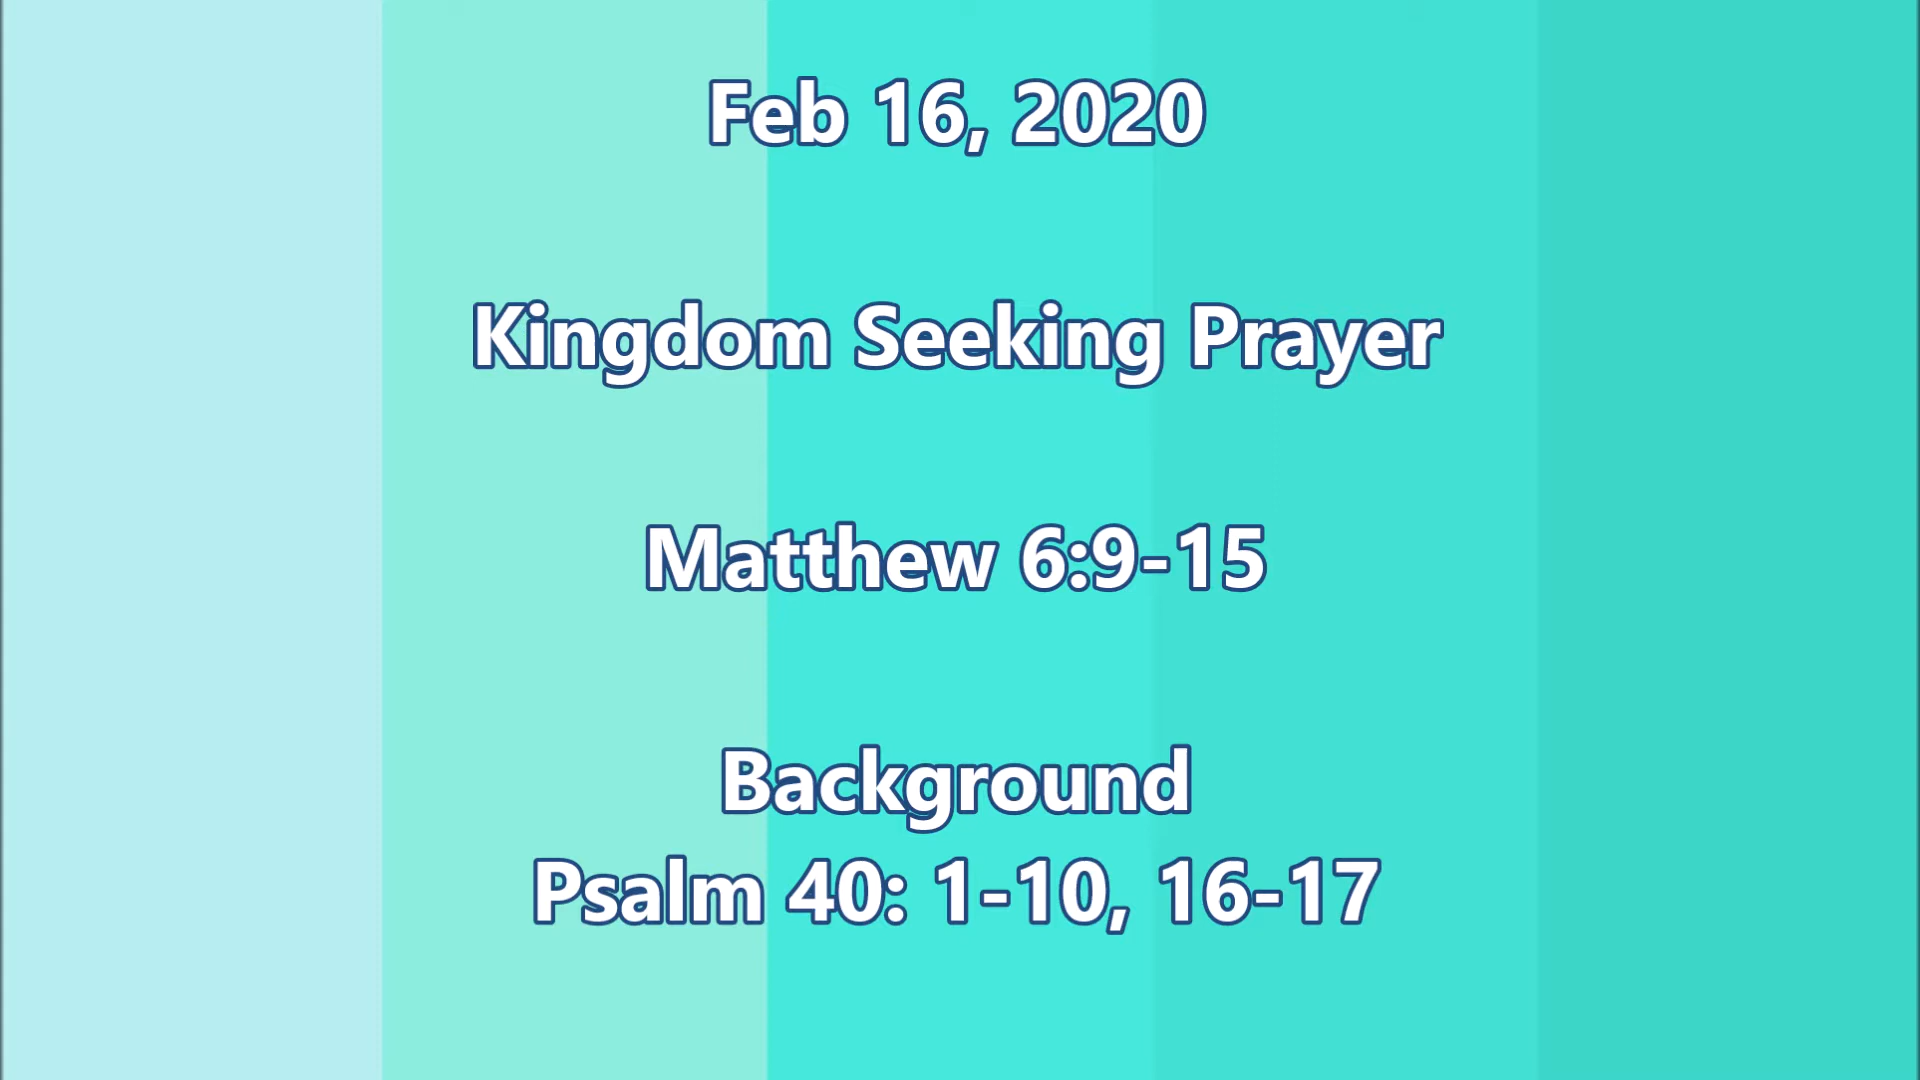 Feb 16, 2020
Kingdom Seeking Prayer
Matthew 6:9-15
Background
Psalm 40: 1-10, 16-17